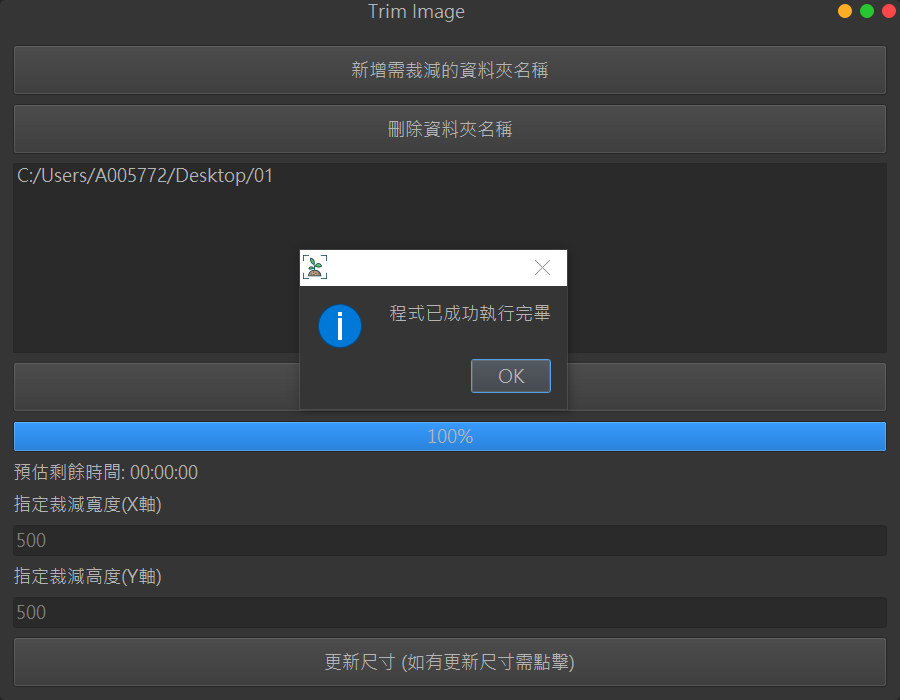 Trim Image
新增需裁減的資料夾名稱
刪除資料夾名稱
C:/Users/A005772/Desktop/01
程式已成功執行完畢
OK
100%
預估剩餘時間: 00:00:00
指定裁減寬度(X軸)
500
指定裁減高度(Y軸)
500
更新尺寸 (如有更新尺寸需點擊)